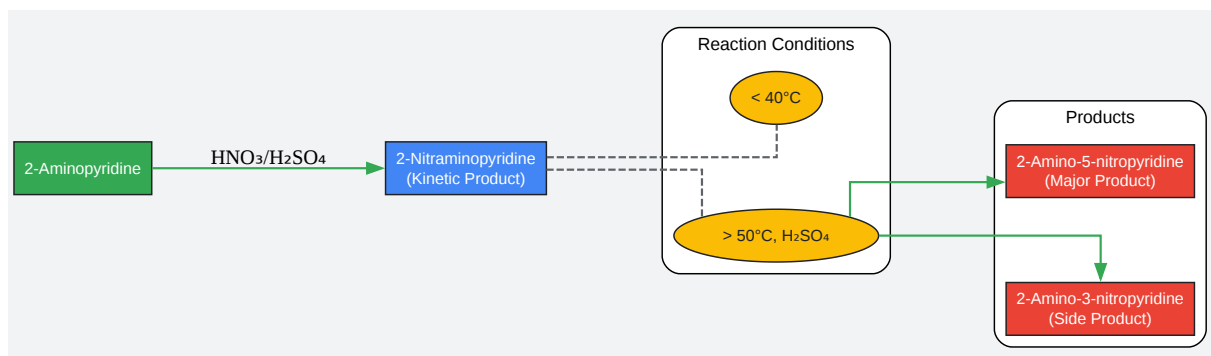 Reaction Conditions
< 40°C
Products
HNO₃/H₂SO₄
2-Aminopyridine
2-Nitraminopyridine
(Kinetic Product)
2-Amino-5-nitropyridine
(Major Product)
> 50°C, H₂SO₄
2-Amino-3-nitropyridine
(Side Product)